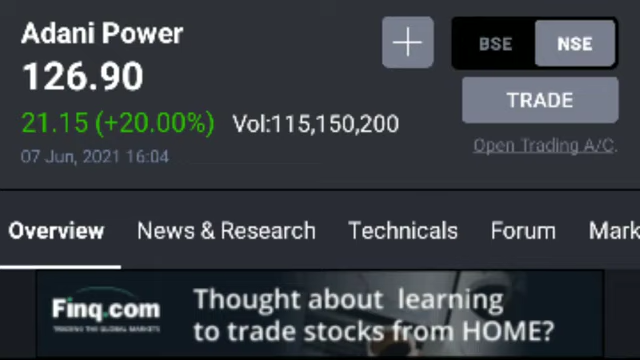 Adani Power
BSE NSE
126.90
TRADE
21.15 (+20.00%) Vol:115,150,200
07 Jun, 2021 16:04
Open Trading A/C.
Overview News & Research Technicals Forum Mark
Finq.com
TRADING THE GLOBAL MARKETS
Thought about learning
to trade stocks from HOME?